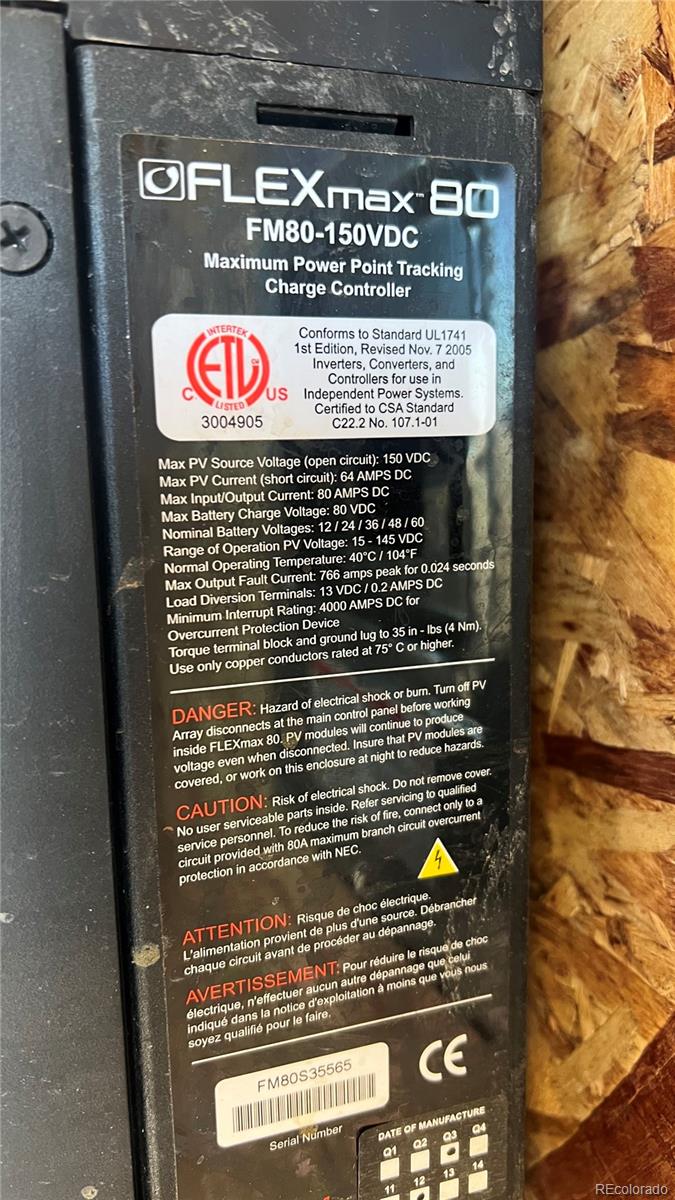 FLEXmax™ 80
FM80-150VDC
Maximum Power Point Tracking
Charge Controller
INTERTEK
ETL CM
C US
LISTED
3004905
Conforms to Standard UL1741
1st Edition, Revised Nov. 7 2005
Inverters, Converters, and
Controllers for use in
Independent Power Systems.
Certified to CSA Standard
C22.2 No. 107.1-01
Max PV Source Voltage (open circuit): 150 VDC
Max PV Current (short circuit): 64 AMPS DC
Max Input/Output Current: 80 AMPS DC
Max Battery Charge Voltage: 80 VDC
Nominal Battery Voltages: 12 / 24 / 36 / 48 / 60
Range of Operation PV Voltage: 15 - 145 VDC
Normal Operating Temperature: 40°C / 104°F
Max Output Fault Current: 766 amps peak for 0.024 seconds
Load Diversion Terminals: 13 VDC / 0.2 AMPS DC
Minimum Interrupt Rating: 4000 AMPS DC for
Overcurrent Protection Device
Torque terminal block and ground lug to 35 in - lbs (4 Nm).
Use only copper conductors rated at 75° C or higher.
DANGER: Hazard of electrical shock or burn. Turn off PV
Array disconnects at the main control panel before working
inside FLEXmax 80. PV modules will continue to produce
voltage even when disconnected. Insure that PV modules are
covered, or work on this enclosure at night to reduce hazards.
CAUTION: Risk of electrical shock. Do not remove cover.
No user serviceable parts inside. Refer servicing to qualified
service personnel. To reduce the risk of fire, connect only to a
circuit provided with 80A maximum branch circuit overcurrent
protection in accordance with NEC.
ATTENTION: Risque de choc électrique.
L'alimentation provient de plus d'une source. Débrancher
chaque circuit avant de procéder au dépannage.
AVERTISSEMENT: Pour réduire le risque de choc
électrique, n'effectuer aucun autre dépannage que celui
indiqué dans la notice d'exploitation à moins que vous nous
soyez qualifié pour le faire.
FM80S35565
Serial Number
CE
DATE OF MANUFACTURE
Q1 Q2 Q3 Q4
11 12 13 14
REcolorado